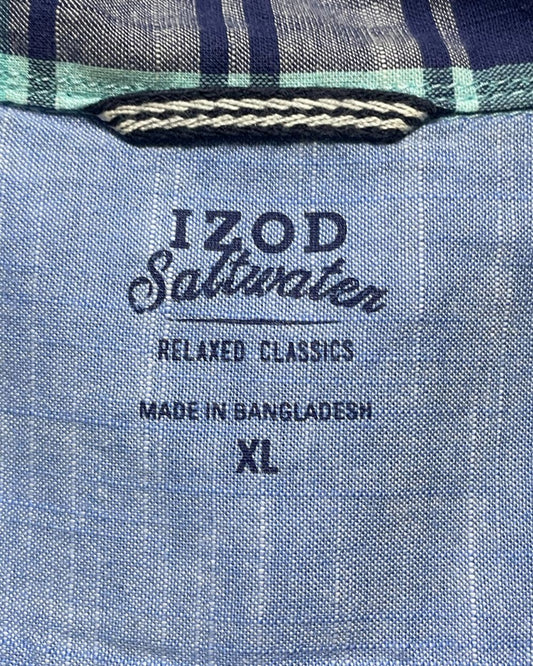 IZOD
Saltwater
RELAXED CLASSICS
MADE IN BANGLADESH
XL